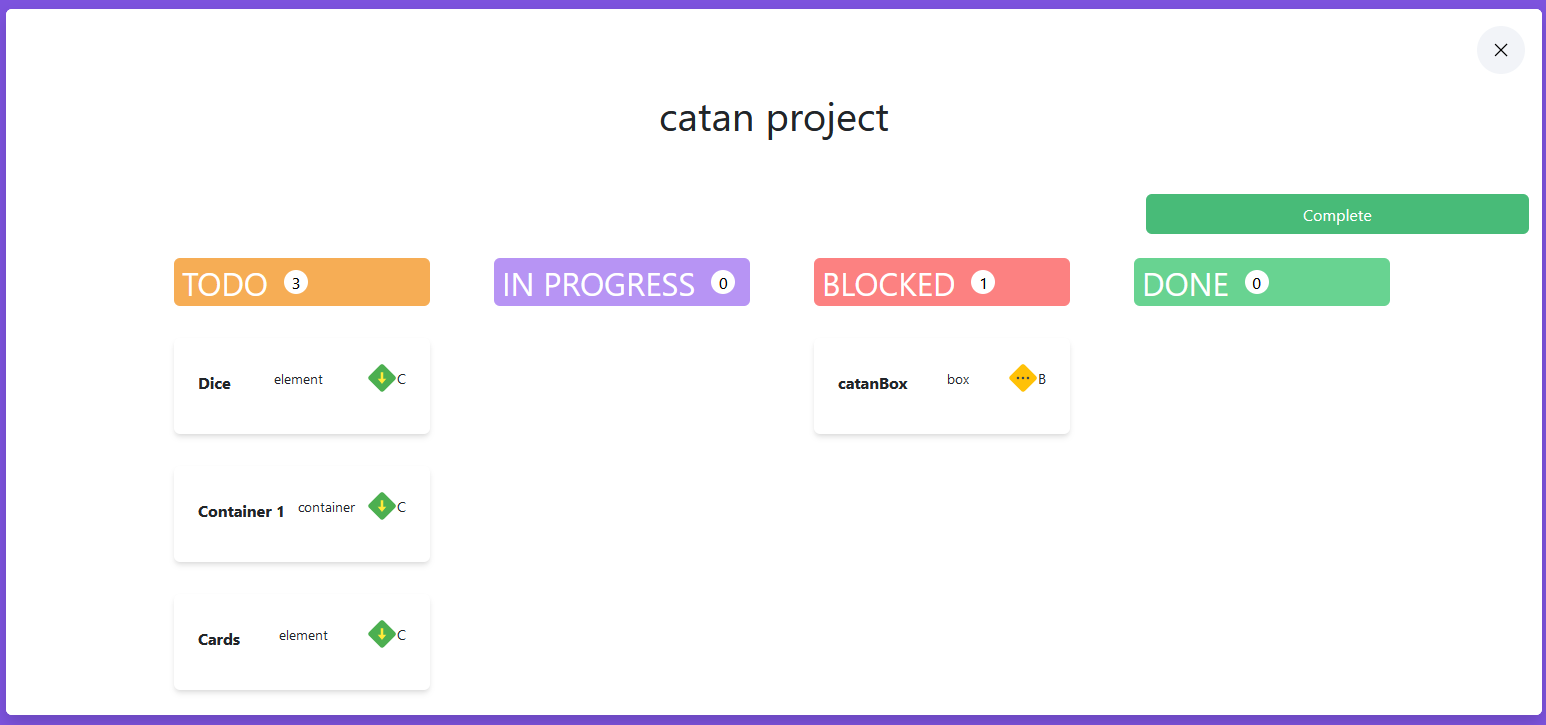 catan project
Complete
TODO 3
IN PROGRESS 0
BLOCKED 1
DONE 0
Dice element C
catanBox box B
Container 1 container C
Cards element C